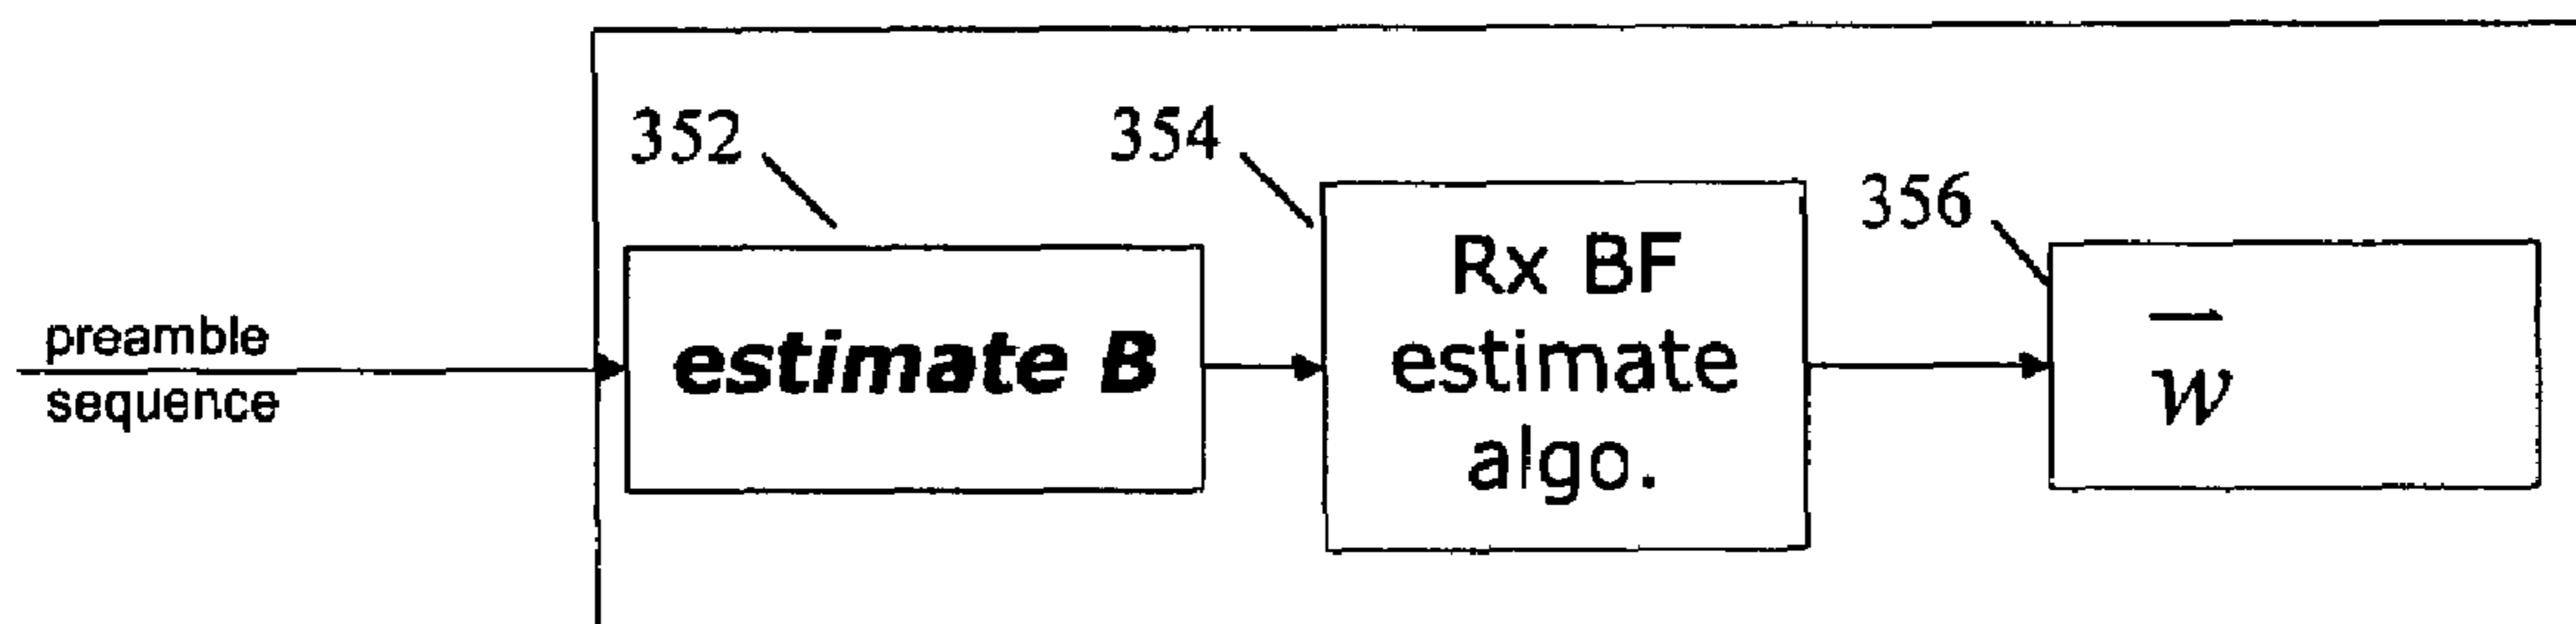 352
354
356
preamble
sequence
estimate B
Rx BF
estimate
algo.
w⃗